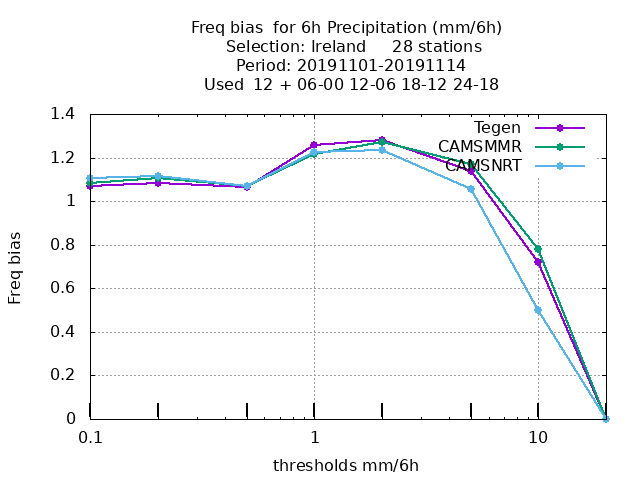 Freq bias  for 6h Precipitation (mm/6h)
Selection: Ireland     28 stations
Period: 20191101-20191114
Used  12 + 06-00 12-06 18-12 24-18
Tegen
CAMSMMR
CAMSNRT
1.4
1.2
1
0.8
0.6
0.4
0.2
0
Freq bias
0.1
1
10
thresholds mm/6h